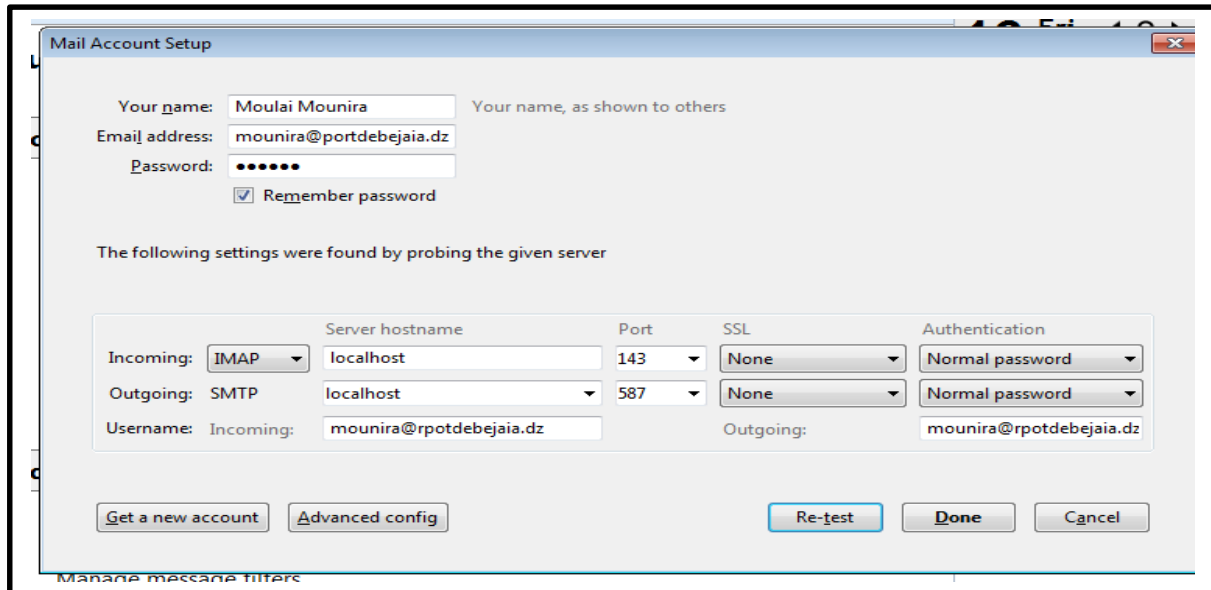 Mail Account Setup
Your name: Moulai Mounira Your name, as shown to others
Email address: mounira@portdebejaia.dz
Password: ●●●●●●
Remember password
The following settings were found by probing the given server
Server hostname Port SSL Authentication
Incoming: IMAP localhost 143 None Normal password
Outgoing: SMTP localhost 587 None Normal password
Username: Incoming: mounira@rpotdebejaia.dz Outgoing: mounira@rpotdebejaia.dz
Get a new account Advanced config Re-test Done Cancel
Manage message filters